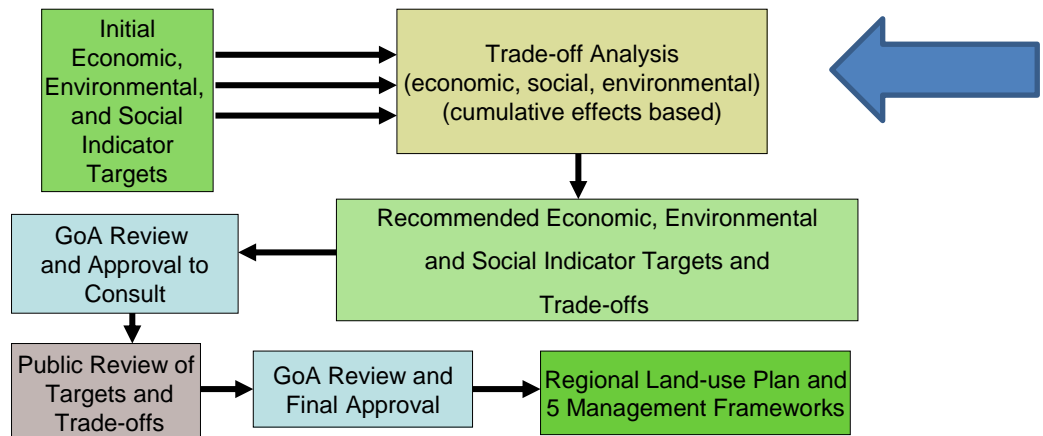 Initial
Economic,
Environmental,
and Social
Indicator
Targets
Trade-off Analysis
(economic, social, environmental)
(cumulative effects based)
Recommended Economic, Environmental
and Social Indicator Targets and
Trade-offs
GoA Review
and Approval to
Consult
Public Review of
Targets and
Trade-offs
GoA Review and
Final Approval
Regional Land-use Plan and
5 Management Frameworks